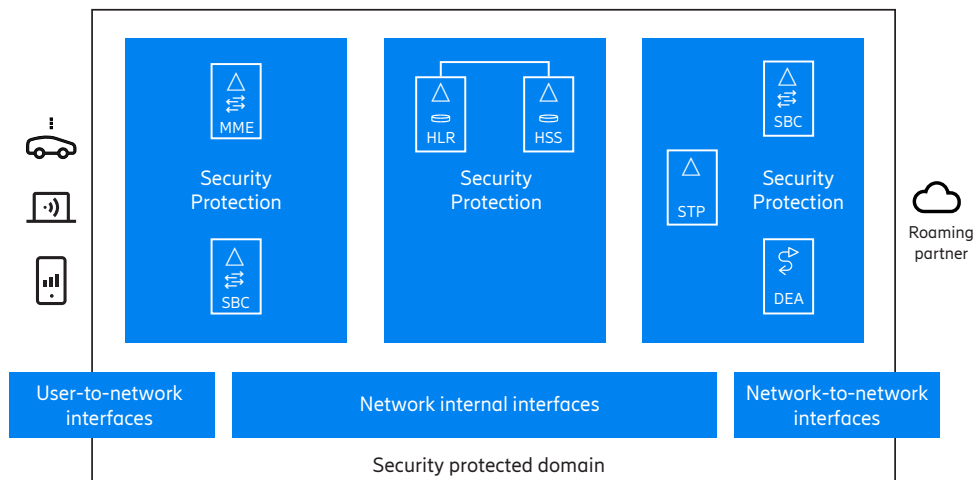 MME
Security
Protection
SBC
HLR
HSS
Security
Protection
SBC
STP
Security
Protection
DEA
Roaming
partner
User-to-network
interfaces
Network internal interfaces
Network-to-network
interfaces
Security protected domain